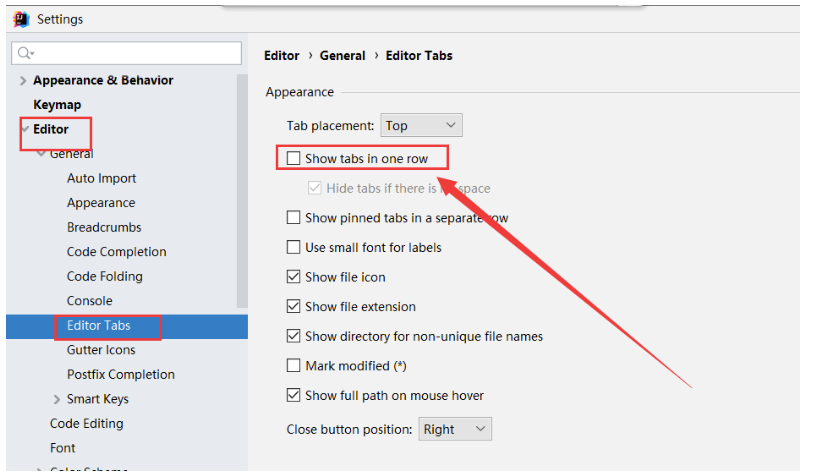 Settings
Appearance & Behavior
Keymap
Editor
General
Auto Import
Appearance
Breadcrumbs
Code Completion
Code Folding
Console
Editor Tabs
Gutter Icons
Postfix Completion
Smart Keys
Code Editing
Font
Color Scheme
Editor › General › Editor Tabs
Appearance
Tab placement: Top
Show tabs in one row
Hide tabs if there is no space
Show pinned tabs in a separate row
Use small font for labels
Show file icon
Show file extension
Show directory for non-unique file names
Mark modified (*)
Show full path on mouse hover
Close button position: Right